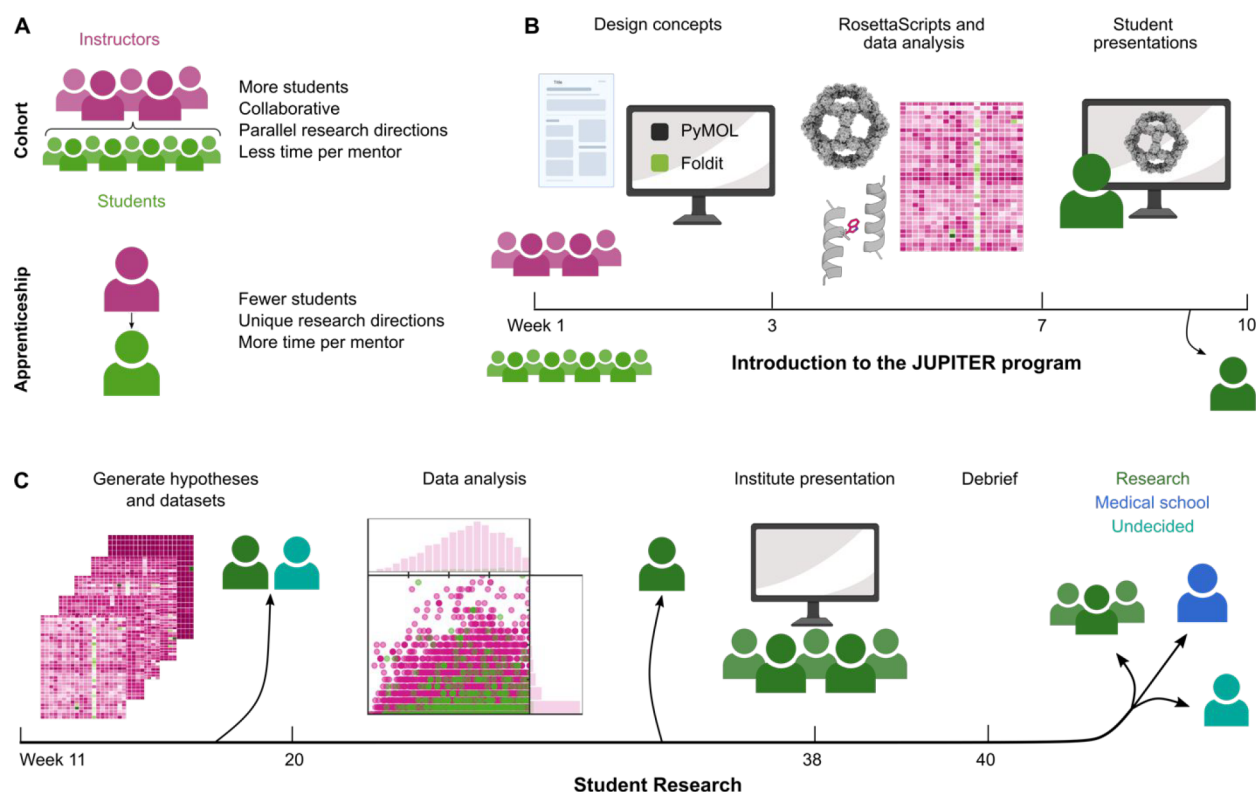 A
Instructors
Cohort
More students
Collaborative
Parallel research directions
Less time per mentor
Students
Apprenticeship
Fewer students
Unique research directions
More time per mentor
B
Design concepts
RosettaScripts and
data analysis
Student
presentations
Title
PyMOL
Foldit
Week 1
3
7
10
Introduction to the JUPITER program
C
Generate hypotheses
and datasets
Data analysis
Institute presentation
Debrief
Research
Medical school
Undecided
Week 11
20
38
40
Student Research